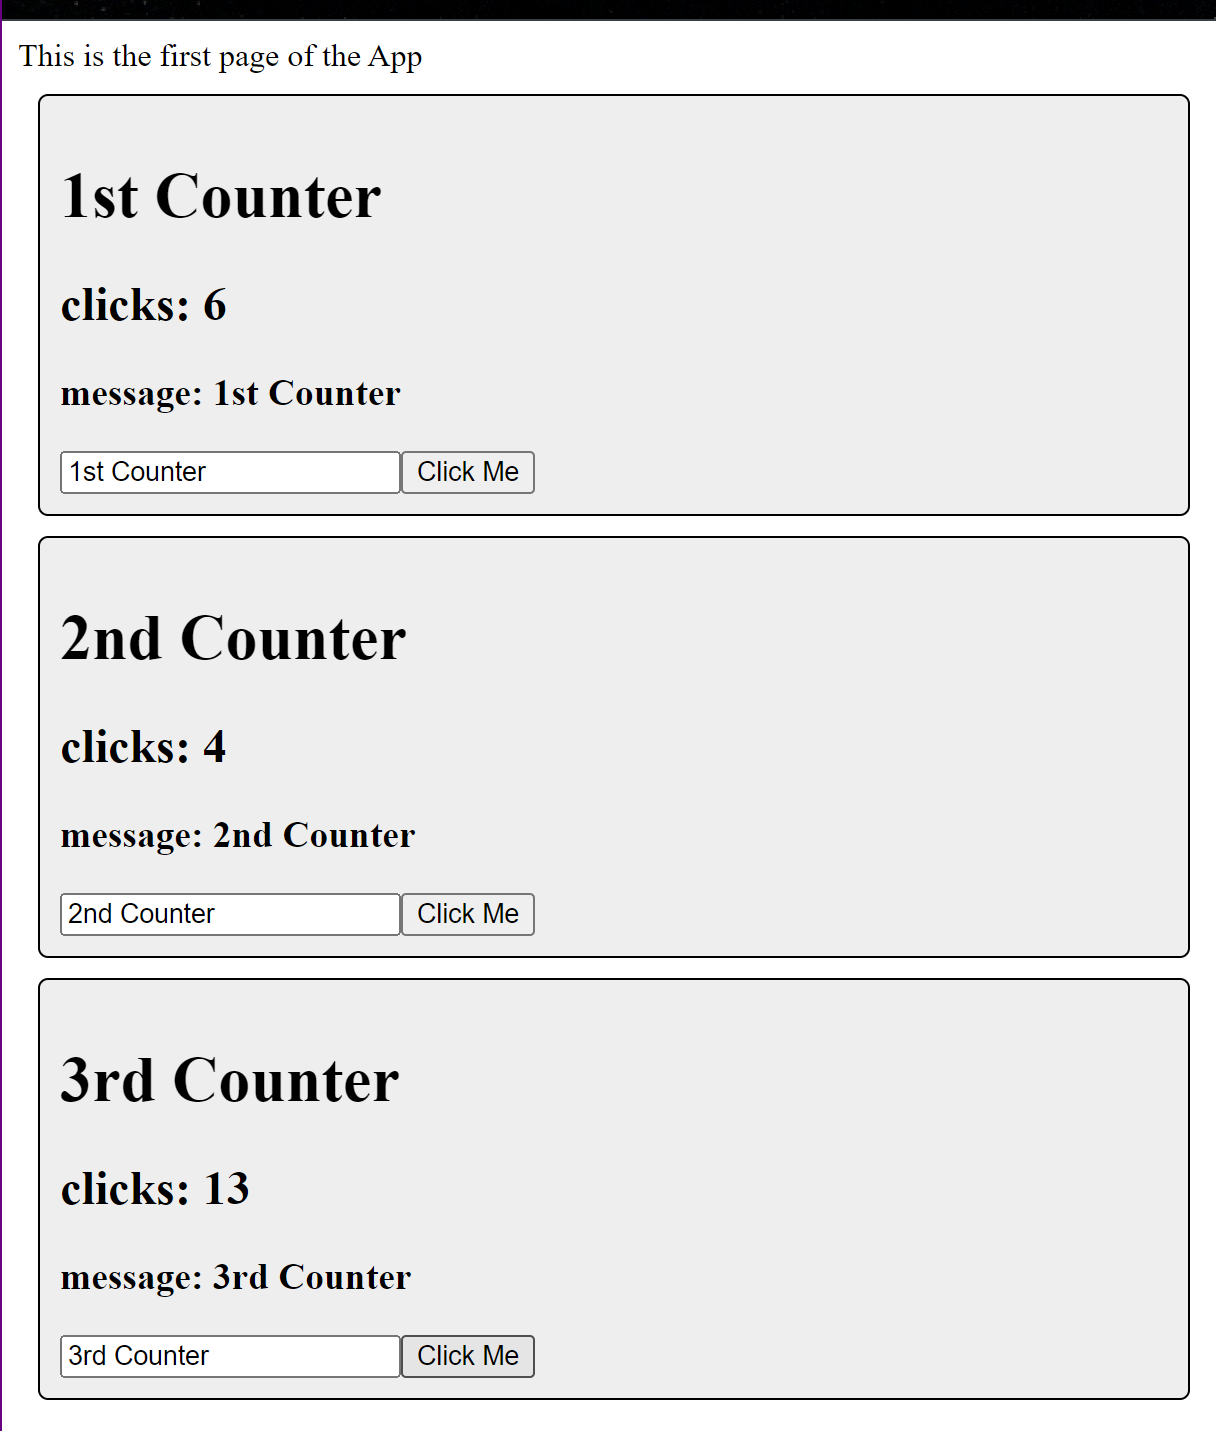 This is the first page of the App
1st Counter
clicks: 6
message: 1st Counter
1st Counter Click Me
2nd Counter
clicks: 4
message: 2nd Counter
2nd Counter Click Me
3rd Counter
clicks: 13
message: 3rd Counter
3rd Counter Click Me